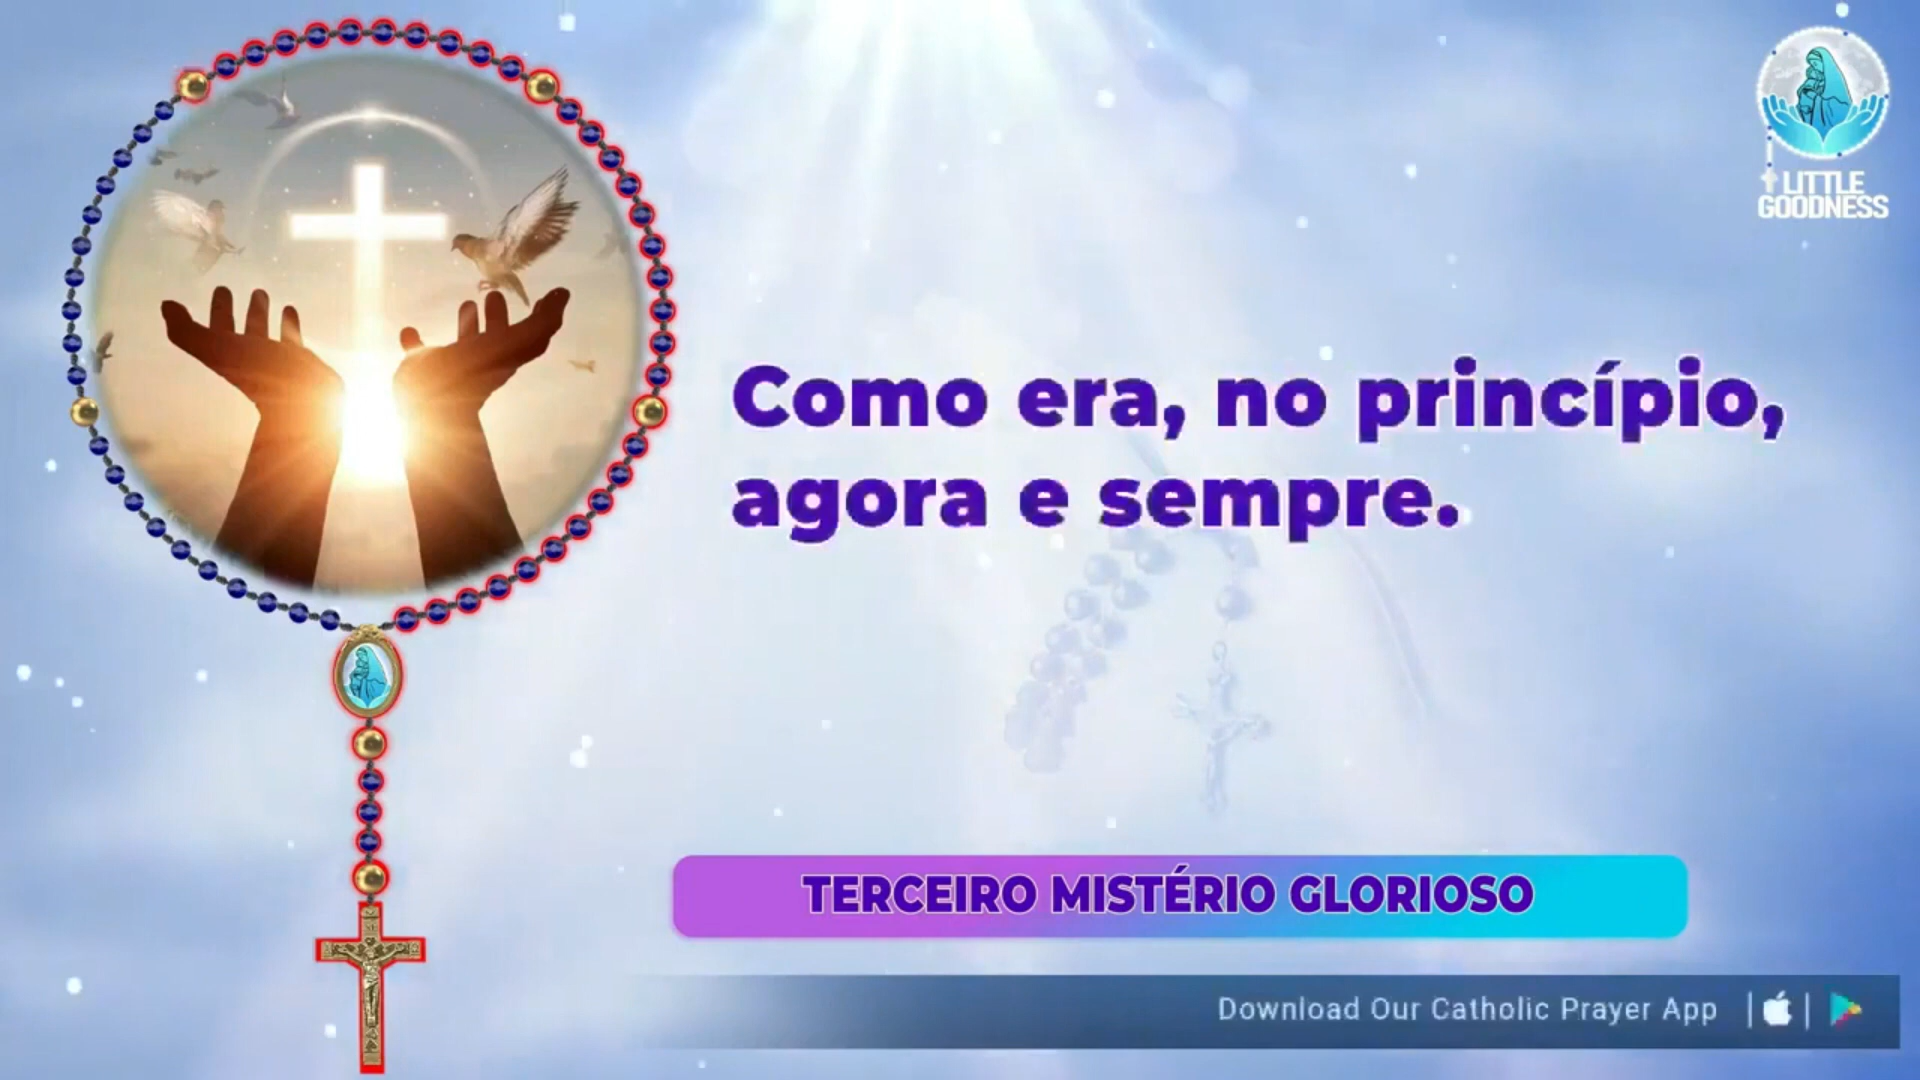 LITTLE
GOODNESS
Como era, no princípio,
agora e sempre.
TERCEIRO MISTÉRIO GLORIOSO
Download Our Catholic Prayer App